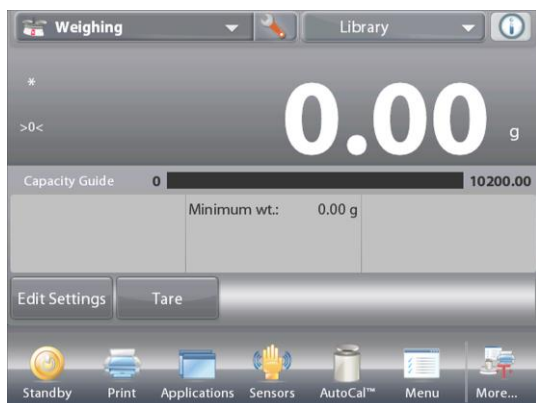 Weighing
Library
*
>0<
0.00 g
Capacity Guide 0 10200.00
Minimum wt.: 0.00 g
Edit Settings Tare
Standby Print Applications Sensors AutoCal™ Menu More...